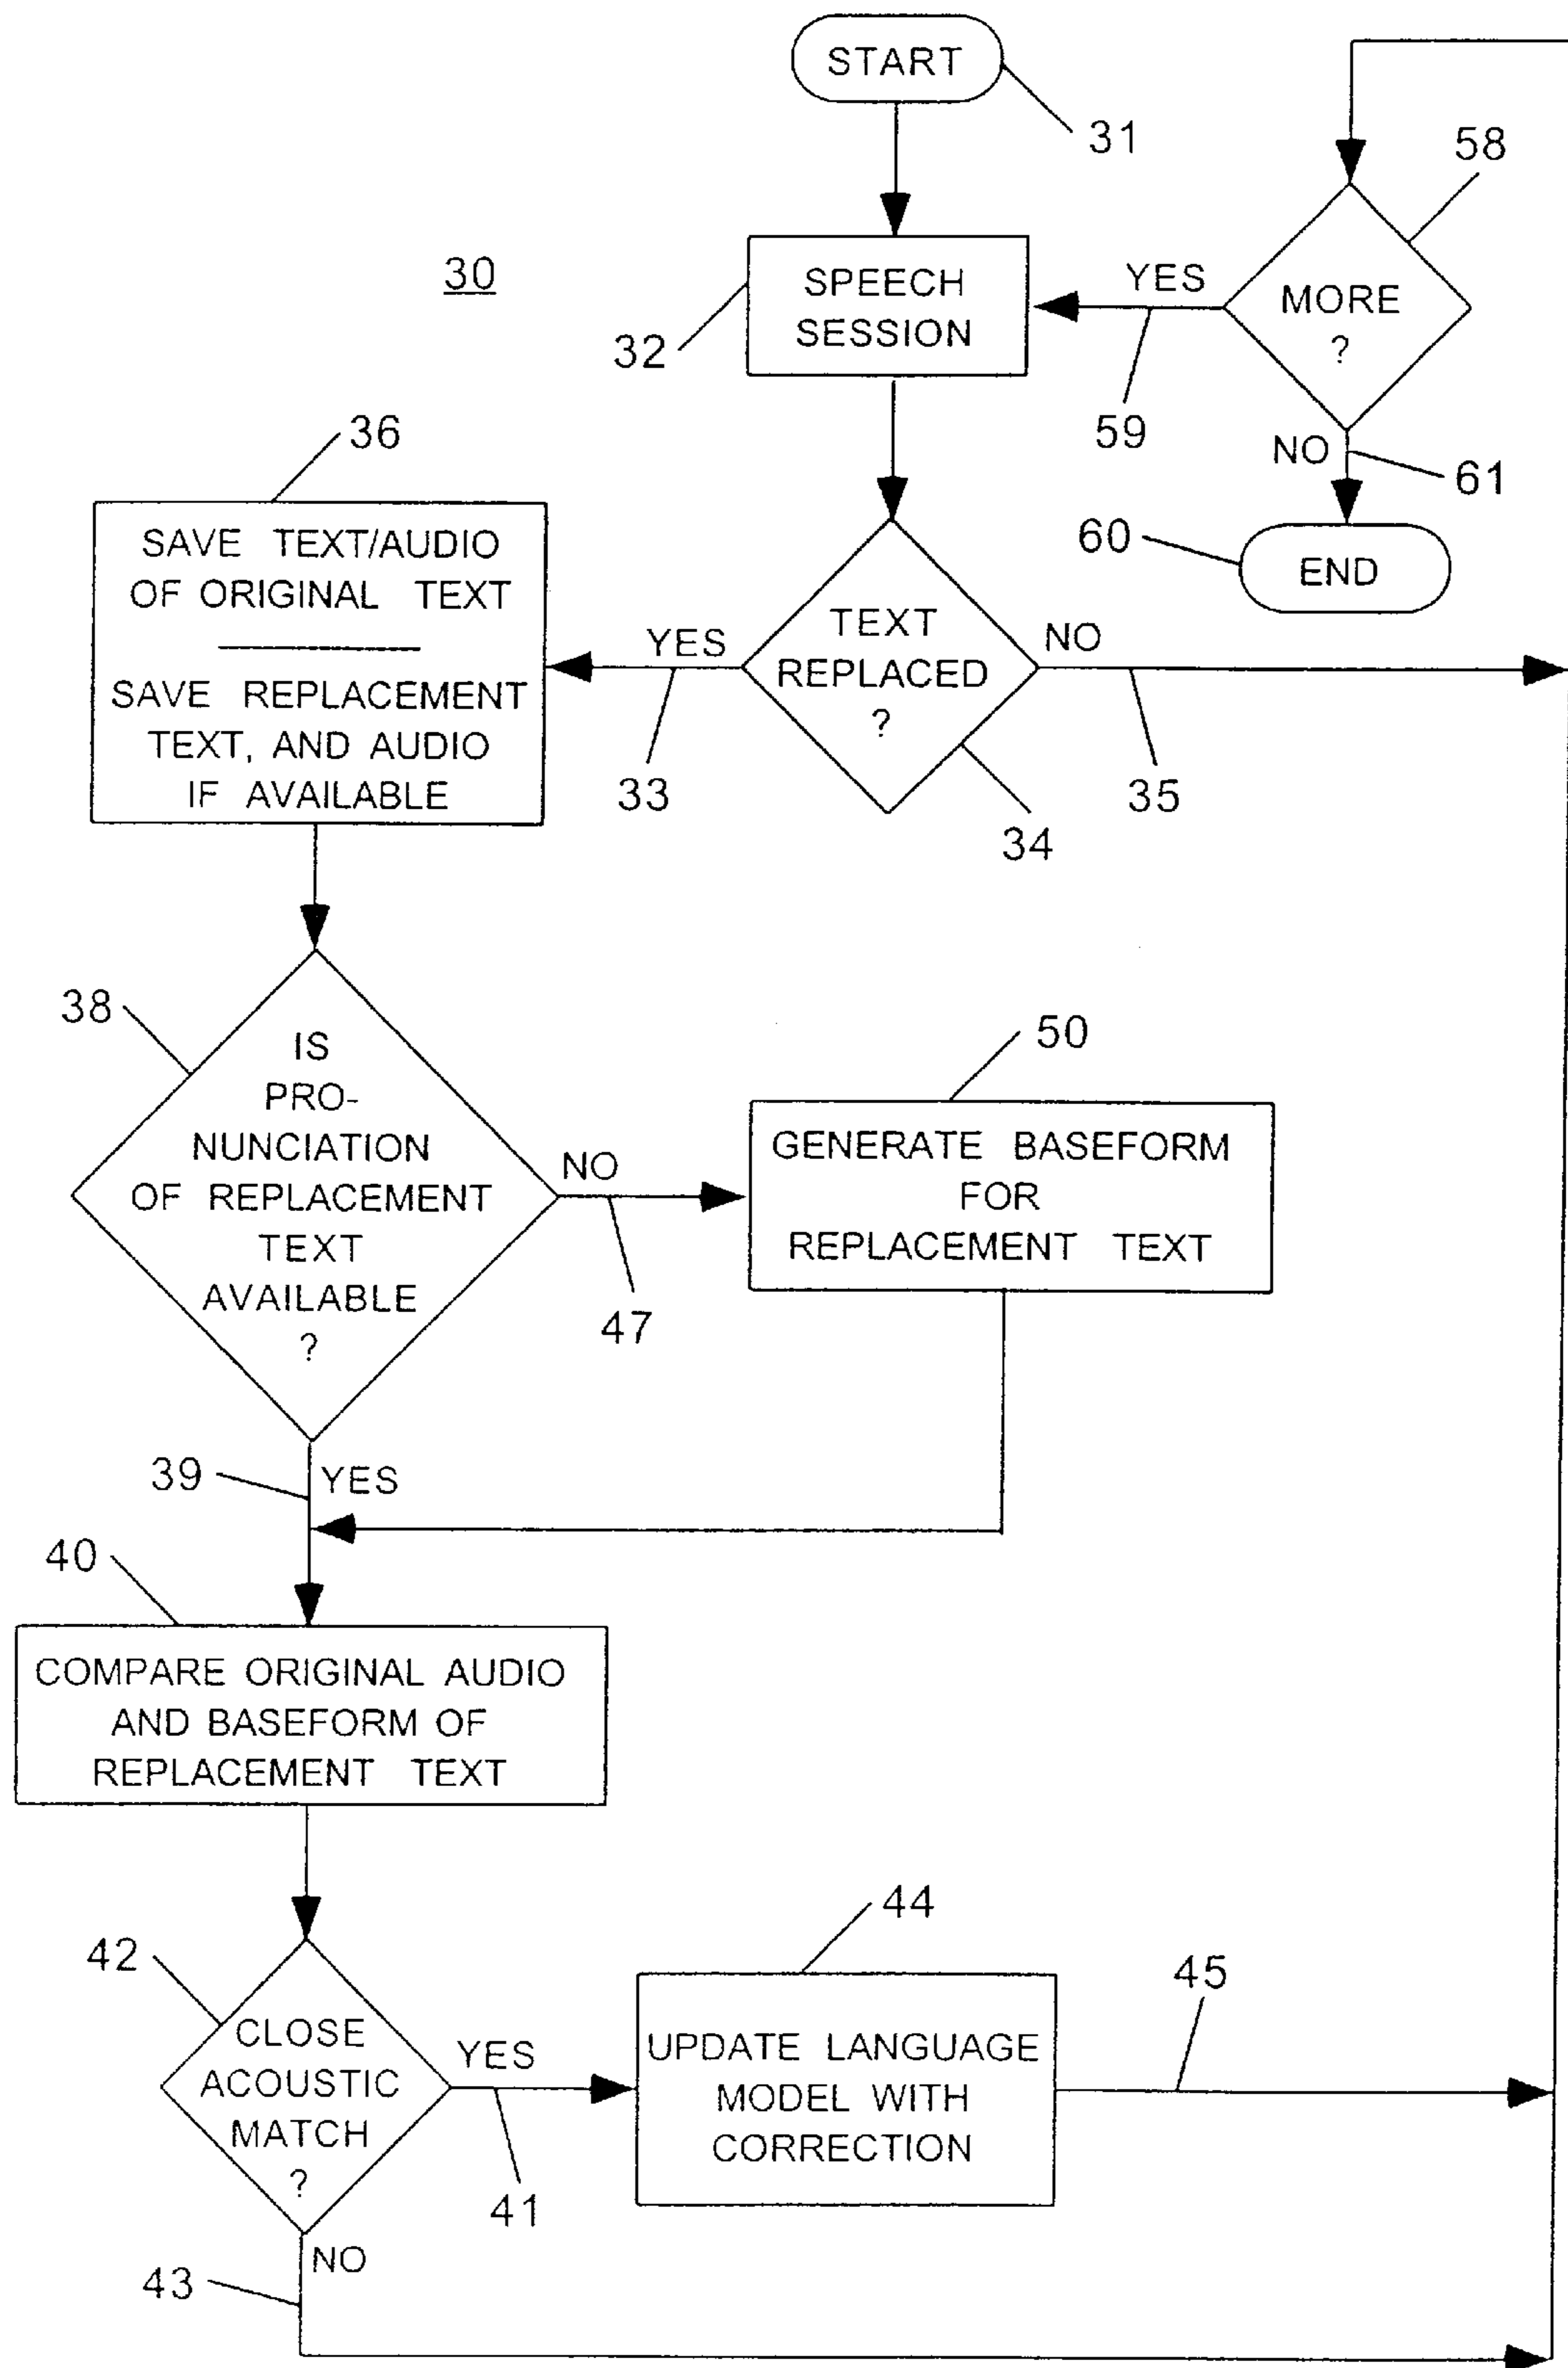 START
31
58
30
SPEECH
SESSION
32
YES
59
MORE
?
NO
61
60
END
36
SAVE TEXT/AUDIO
OF ORIGINAL TEXT
SAVE REPLACEMENT
TEXT, AND AUDIO
IF AVAILABLE
YES
33
TEXT
REPLACED
?
NO
35
34
38
IS
PRO-
NUNCIATION
OF REPLACEMENT
TEXT
AVAILABLE
?
NO
47
50
GENERATE BASEFORM
FOR
REPLACEMENT TEXT
39
YES
40
COMPARE ORIGINAL AUDIO
AND BASEFORM OF
REPLACEMENT TEXT
42
CLOSE
ACOUSTIC
MATCH
?
YES
41
44
UPDATE LANGUAGE
MODEL WITH
CORRECTION
45
NO
43